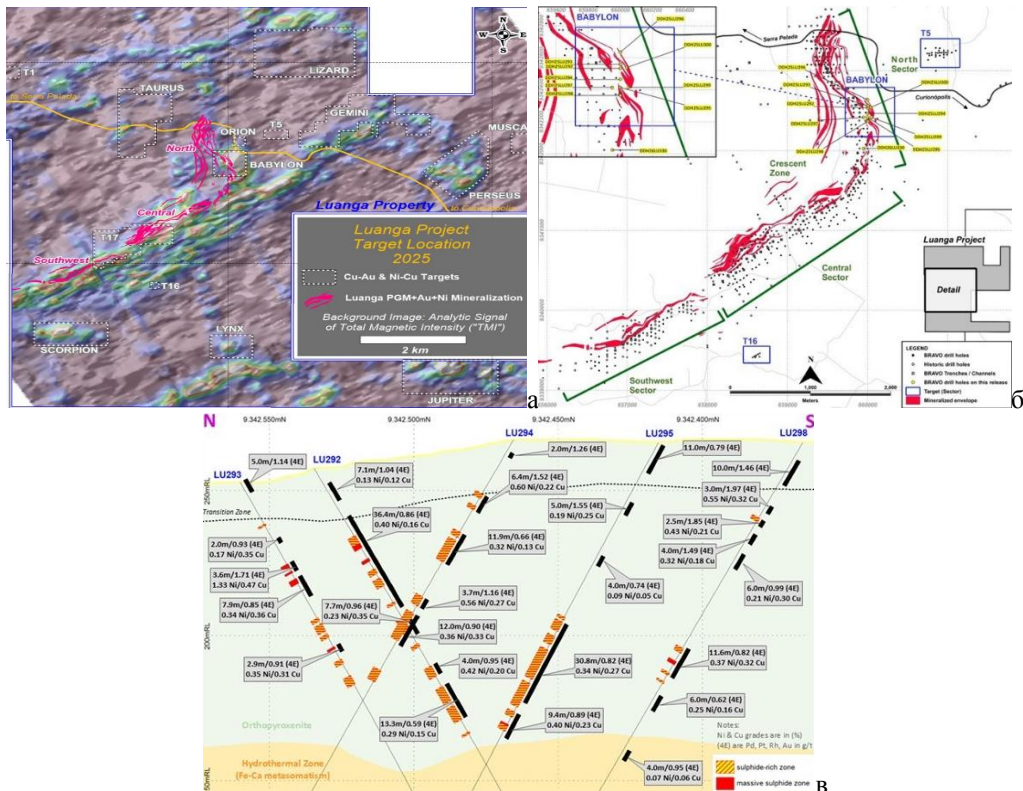 N
W E
S
T1
LIZARD
to Serra Pelada
TAURUS
GEMINI
T5
ORION
North
MUSCA
BABYLON
PERSEUS
Central
Luanga Property
T17
Southwest
T16
SCORPION
LYNX
JUPITER
Luanga Project
Target Location
2025
Cu-Au & Ni-Cu Targets
Luanga PGM+Au+Ni Mineralization
Background Image: Analytic Signal
of Total Magnetic Intensity ("TMI")
2 km
а
BABYLON
Serra Pelada
T5
North
Sector
BABYLON
Curionópolis
Crescent
Zone
Central
Sector
Luanga Project
Detail
T16
N
Southwest
Sector
0 1,000 2,000
Meters
LEGEND
BRAVO drill holes
Historic drill holes
BRAVO Trenches / Channels
BRAVO drill holes on this release
Target (Sector)
Mineralized envelope
б
N
S
9.342.550mN
9.342.500mN
9.342.450mN
9.342.400mN
LU293
LU292
LU294
LU295
LU298
5.0m/1.14 (4E)
7.1m/1.04 (4E)
0.13 Ni/0.12 Cu
2.0m/1.26 (4E)
11.0m/0.79 (4E)
10.0m/1.46 (4E)
250mRL
Transition Zone
36.4m/0.86 (4E)
0.40 Ni/0.16 Cu
6.4m/1.52 (4E)
0.60 Ni/0.22 Cu
5.0m/1.55 (4E)
0.19 Ni/0.25 Cu
3.0m/1.97 (4E)
0.55 Ni/0.32 Cu
2.5m/1.85 (4E)
0.43 Ni/0.21 Cu
2.0m/0.93 (4E)
0.17 Ni/0.35 Cu
11.9m/0.66 (4E)
0.32 Ni/0.13 Cu
4.0m/1.49 (4E)
0.32 Ni/0.18 Cu
3.6m/1.71 (4E)
1.33 Ni/0.47 Cu
4.0m/0.74 (4E)
0.09 Ni/0.05 Cu
6.0m/0.99 (4E)
0.21 Ni/0.30 Cu
7.9m/0.85 (4E)
0.34 Ni/0.36 Cu
7.7m/0.96 (4E)
0.23 Ni/0.35 Cu
3.7m/1.16 (4E)
0.56 Ni/0.27 Cu
12.0m/0.90 (4E)
0.36 Ni/0.33 Cu
200mRL
2.9m/0.91 (4E)
0.35 Ni/0.31 Cu
4.0m/0.95 (4E)
0.42 Ni/0.20 Cu
30.8m/0.82 (4E)
0.34 Ni/0.27 Cu
11.6m/0.82 (4E)
0.37 Ni/0.32 Cu
13.3m/0.59 (4E)
0.29 Ni/0.15 Cu
9.4m/0.89 (4E)
0.40 Ni/0.23 Cu
6.0m/0.62 (4E)
0.25 Ni/0.16 Cu
Orthopyroxenite
Hydrothermal Zone
(Fe-Ca metasomatism)
4.0m/0.95 (4E)
0.07 Ni/0.06 Cu
Notes:
Ni & Cu grades are in (%)
(4E) are Pd, Pt, Rh, Au in g/t
sulphide-rich zone
massive sulphide zone
в